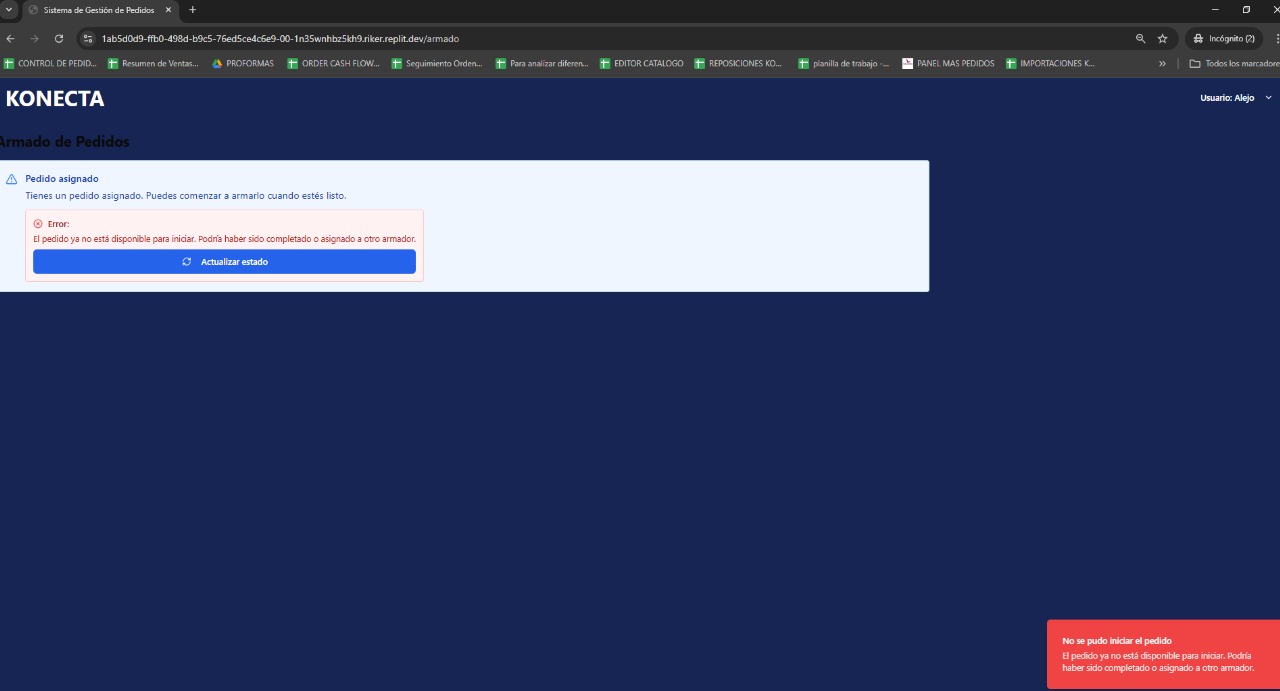 Sistema de Gestión de Pedidos
1ab5d0d9-ffb0-498d-b9c5-76ed5ce4c6e9-00-1n35wnhbz5kh9.riker.replit.dev/armado
Incógnito (2)
CONTROL DE PEDID...
Resumen de Ventas...
PROFORMAS
ORDER CASH FLOW...
Seguimiento Orden...
Para analizar diferen...
EDITOR CATALOGO
REPOSICIONES KO...
planilla de trabajo -...
PANEL MAS PEDIDOS
IMPORTACIONES K...
Todos los marcadore
KONECTA
Usuario: Alejo
Armado de Pedidos
Pedido asignado
Tienes un pedido asignado. Puedes comenzar a armarlo cuando estés listo.
Error:
El pedido ya no está disponible para iniciar. Podría haber sido completado o asignado a otro armador.
Actualizar estado
No se pudo iniciar el pedido
El pedido ya no está disponible para iniciar. Podría
haber sido completado o asignado a otro armador.